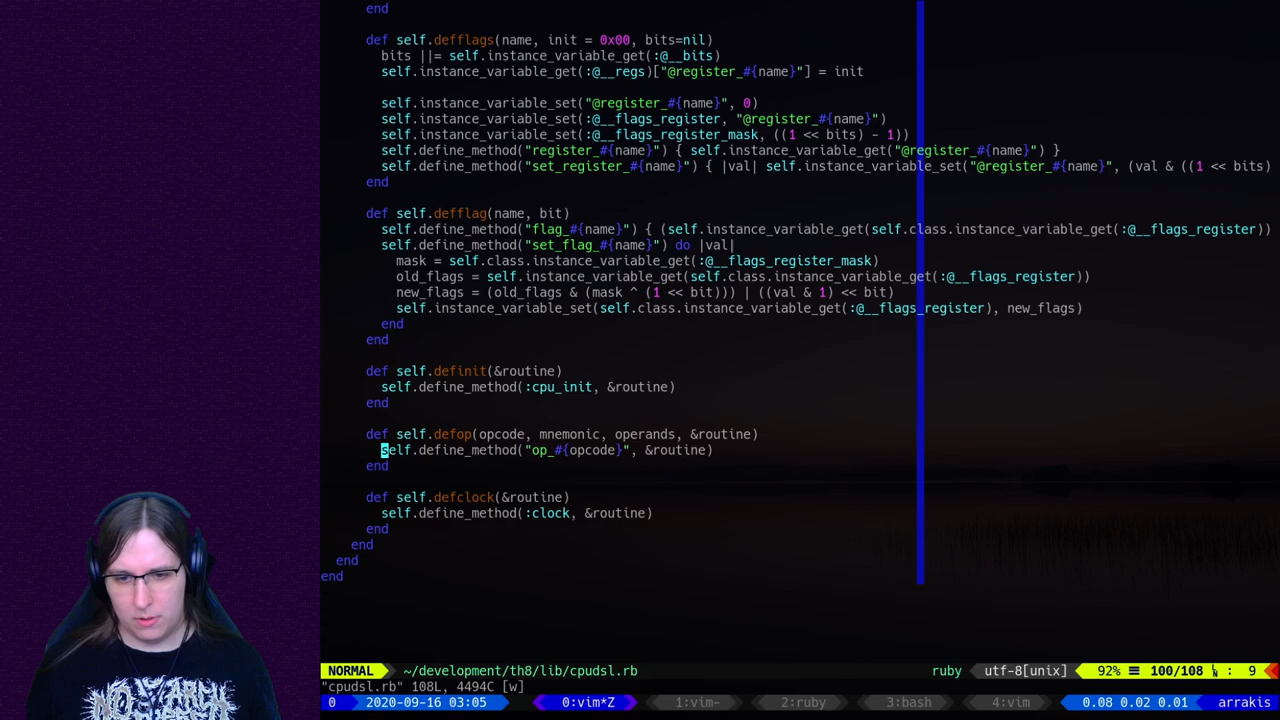 end
def self.defflags(name, init = 0x00, bits=nil)
bits ||= self.instance_variable_get(:@__bits)
self.instance_variable_get(:@__regs)["@register_#{name}"] = init
self.instance_variable_set("@register_#{name}", 0)
self.instance_variable_set(:@__flags_register, "@register_#{name}")
self.instance_variable_set(:@__flags_register_mask, ((1 << bits) - 1))
self.define_method("register_#{name}") { self.instance_variable_get("@register_#{name}") }
self.define_method("set_register_#{name}") { |val| self.instance_variable_set("@register_#{name}", (val & ((1 << bits)
end
def self.defflag(name, bit)
self.define_method("flag_#{name}") { (self.instance_variable_get(self.class.instance_variable_get(:@__flags_register))
self.define_method("set_flag_#{name}") do |val|
mask = self.class.instance_variable_get(:@__flags_register_mask)
old_flags = self.instance_variable_get(self.class.instance_variable_get(:@__flags_register))
new_flags = (old_flags & (mask ^ (1 << bit))) | ((val & 1) << bit)
self.instance_variable_set(self.class.instance_variable_get(:@__flags_register), new_flags)
end
end
def self.definit(&routine)
self.define_method(:cpu_init, &routine)
end
def self.defop(opcode, mnemonic, operands, &routine)
self.define_method("op_#{opcode}", &routine)
end
def self.defclock(&routine)
self.define_method(:clock, &routine)
end
end
end
end
NORMAL ~/development/th8/lib/cpudsl.rb ruby utf-8[unix] 92% ☰ 100/108 : 9
"cpudsl.rb" 108L, 4494C [w]
0 2020-09-16 03:05 0:vim*Z 1:vim- 2:ruby 3:bash 4:vim 0.08 0.02 0.01 arrakis